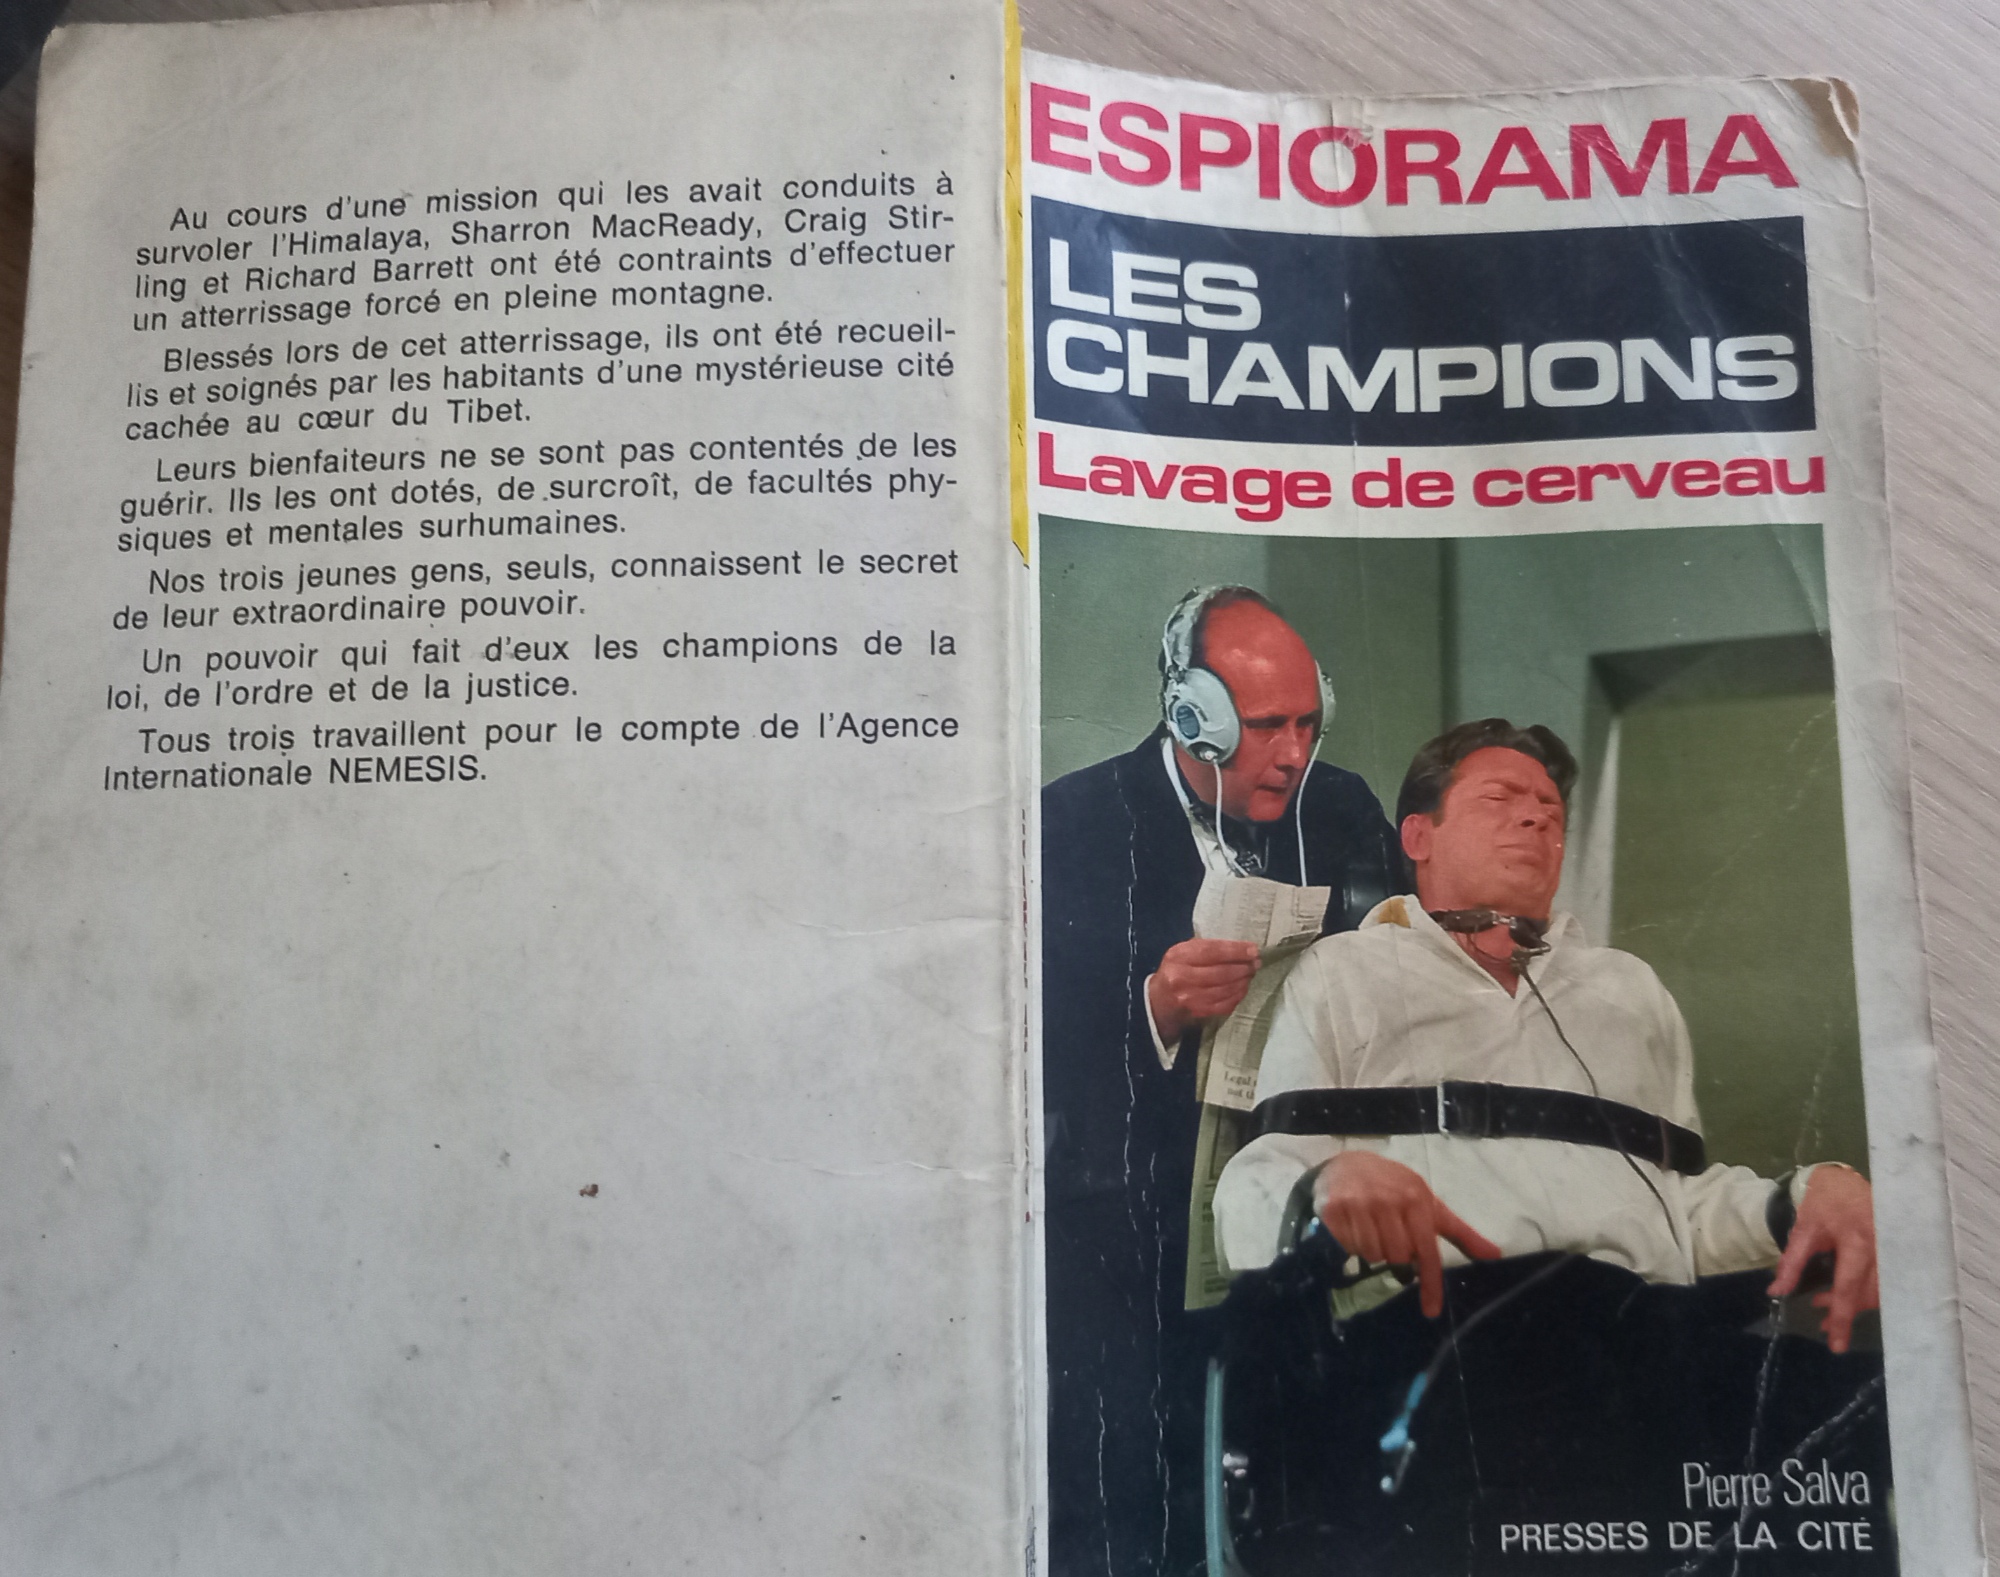 Au cours d'une mission qui les avait conduits à
survoler l'Himalaya, Sharron MacReady, Craig Stir-
ling et Richard Barrett ont été contraints d'effectuer
un atterrissage forcé en pleine montagne.
Blessés lors de cet atterrissage, ils ont été recueil-
lis et soignés par les habitants d'une mystérieuse cité
cachée au cœur du Tibet.
Leurs bienfaiteurs ne se sont pas contentés de les
guérir. Ils les ont dotés, de surcroît, de facultés phy-
siques et mentales surhumaines.
Nos trois jeunes gens, seuls, connaissent le secret
de leur extraordinaire pouvoir.
Un pouvoir qui fait d'eux les champions de la
loi, de l'ordre et de la justice.
Tous trois travaillent pour le compte de l'Agence
Internationale NEMESIS.
ESPIORAMA
LES
CHAMPIONS
Lavage de cerveau
Legal
not
Pierre Salva
PRESSES DE LA CITÉ